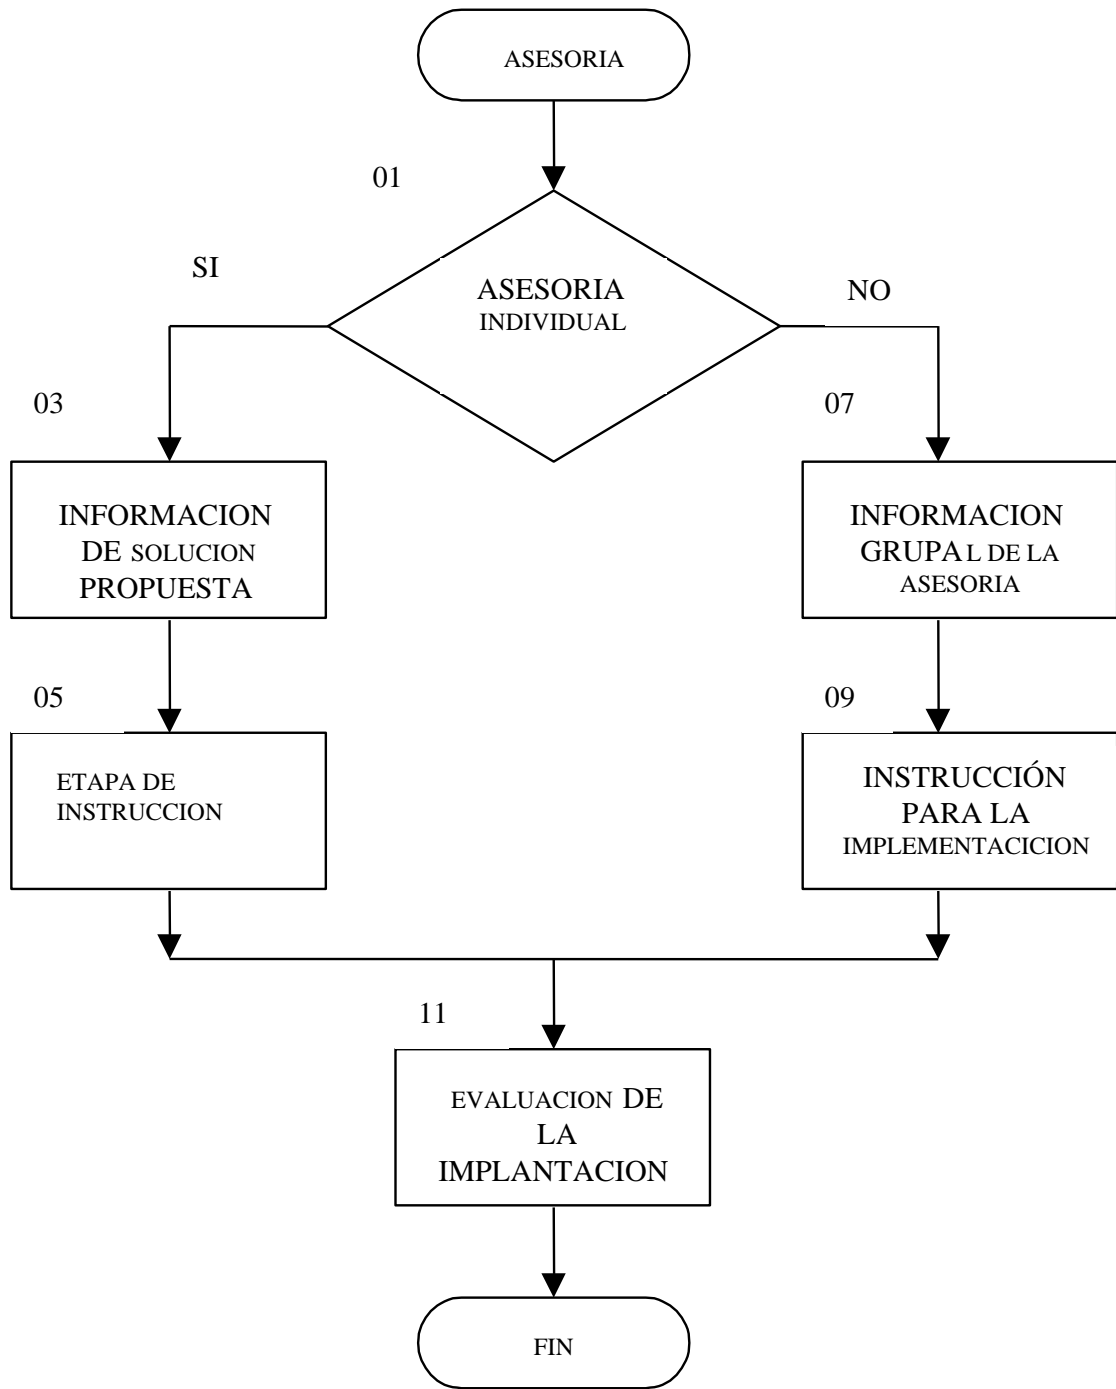 ASESORIA
01
SI
ASESORIA
INDIVIDUAL
NO
03
07
INFORMACION
DE SOLUCION
PROPUESTA
INFORMACION
GRUPAL DE LA
ASESORIA
05
09
ETAPA DE
INSTRUCCION
INSTRUCCIÓN
PARA LA
IMPLEMENTACICION
11
EVALUACION DE
LA
IMPLANTACION
FIN